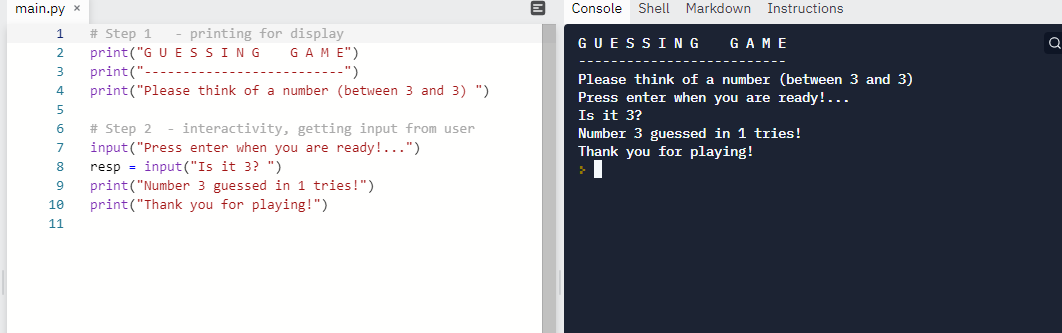 main.py ×
1 # Step 1   - printing for display
2 print("G U E S S I N G    G A M E")
3 print("--------------------------")
4 print("Please think of a number (between 3 and 3) ")
5
6 # Step 2  - interactivity, getting input from user
7 input("Press enter when you are ready!...")
8 resp = input("Is it 3? ")
9 print("Number 3 guessed in 1 tries!")
10 print("Thank you for playing!")
11
Console Shell Markdown Instructions
G U E S S I N G    G A M E
--------------------------
Please think of a number (between 3 and 3)
Press enter when you are ready!...
Is it 3?
Number 3 guessed in 1 tries!
Thank you for playing!
>